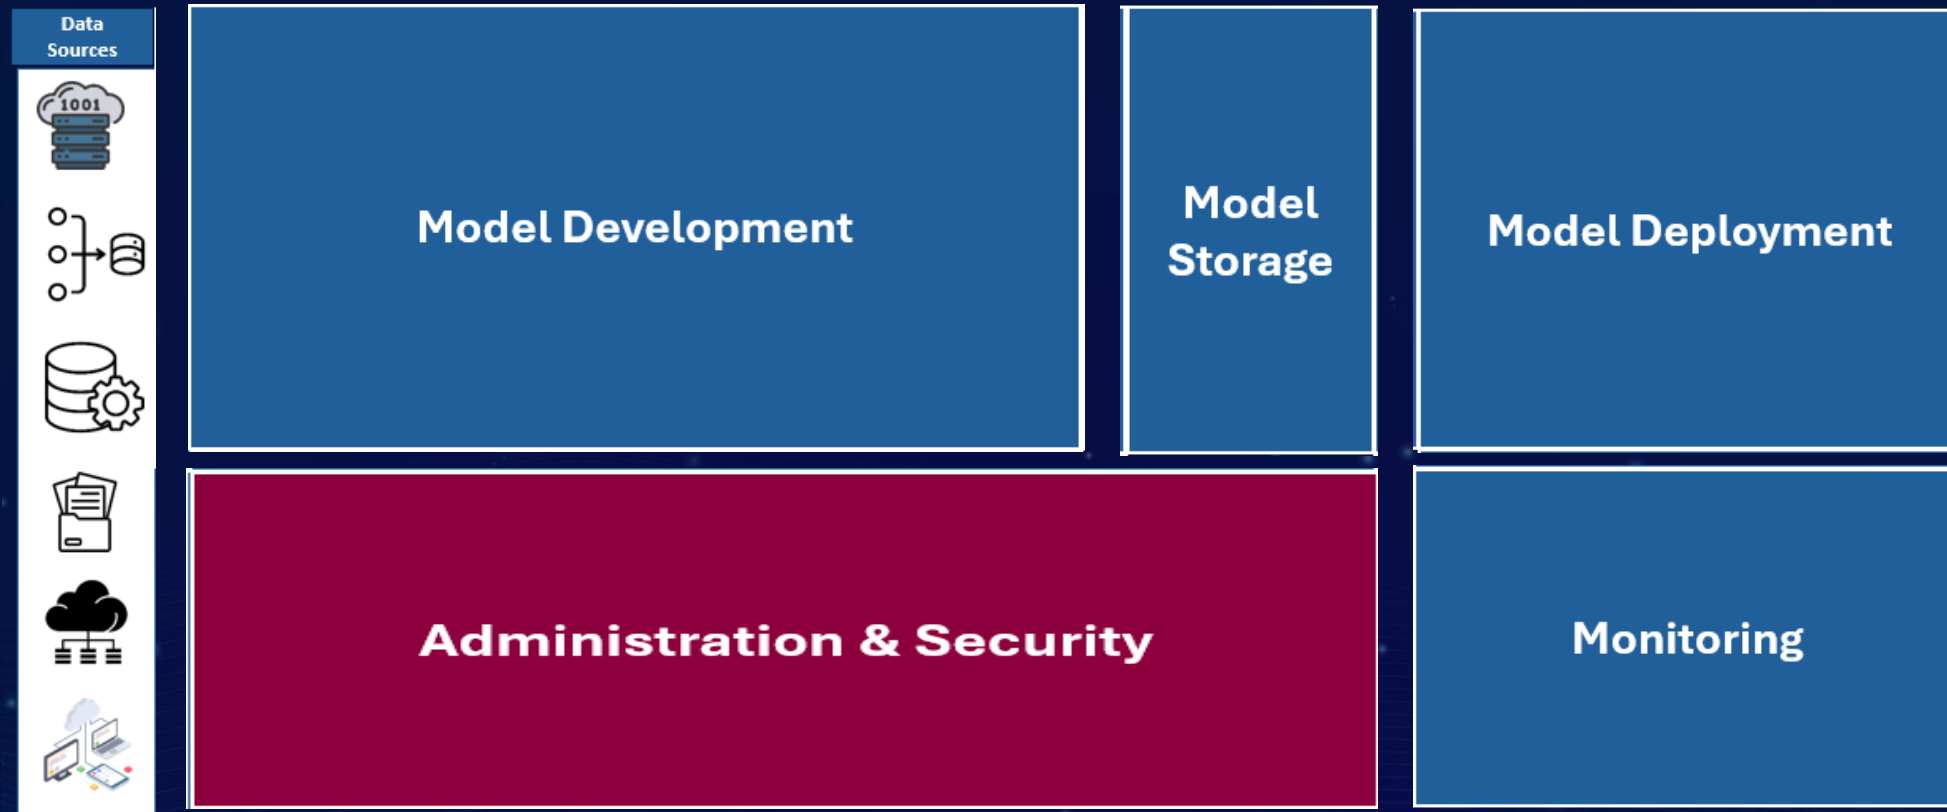 Data
Sources
1001
Model Development
Model
Storage
Model Deployment
Administration & Security
Monitoring